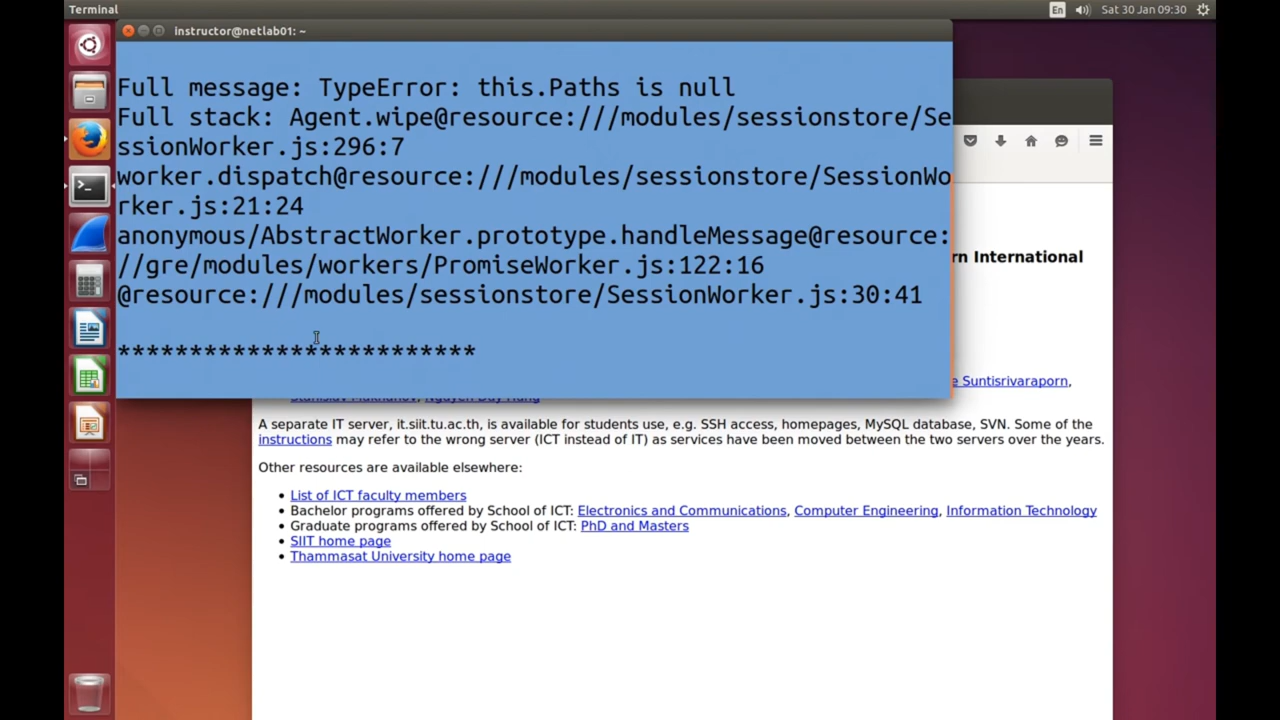 Terminal
En
Sat 30 Jan 09:30
instructor@netlab01: ~
Full message: TypeError: this.Paths is null
Full stack: Agent.wipe@resource:///modules/sessionstore/Se
ssionWorker.js:296:7
worker.dispatch@resource:///modules/sessionstore/SessionWo
rker.js:21:24
anonymous/AbstractWorker.prototype.handleMessage@resource:
//gre/modules/workers/PromiseWorker.js:122:16
@resource:///modules/sessionstore/SessionWorker.js:30:41
*************************
rn International
e Suntisrivaraporn,
A separate IT server, it.siit.tu.ac.th, is available for students use, e.g. SSH access, homepages, MySQL database, SVN. Some of the
instructions may refer to the wrong server (ICT instead of IT) as services have been moved between the two servers over the years.
Other resources are available elsewhere:
• List of ICT faculty members
• Bachelor programs offered by School of ICT: Electronics and Communications, Computer Engineering, Information Technology
• Graduate programs offered by School of ICT: PhD and Masters
• SIIT home page
• Thammasat University home page